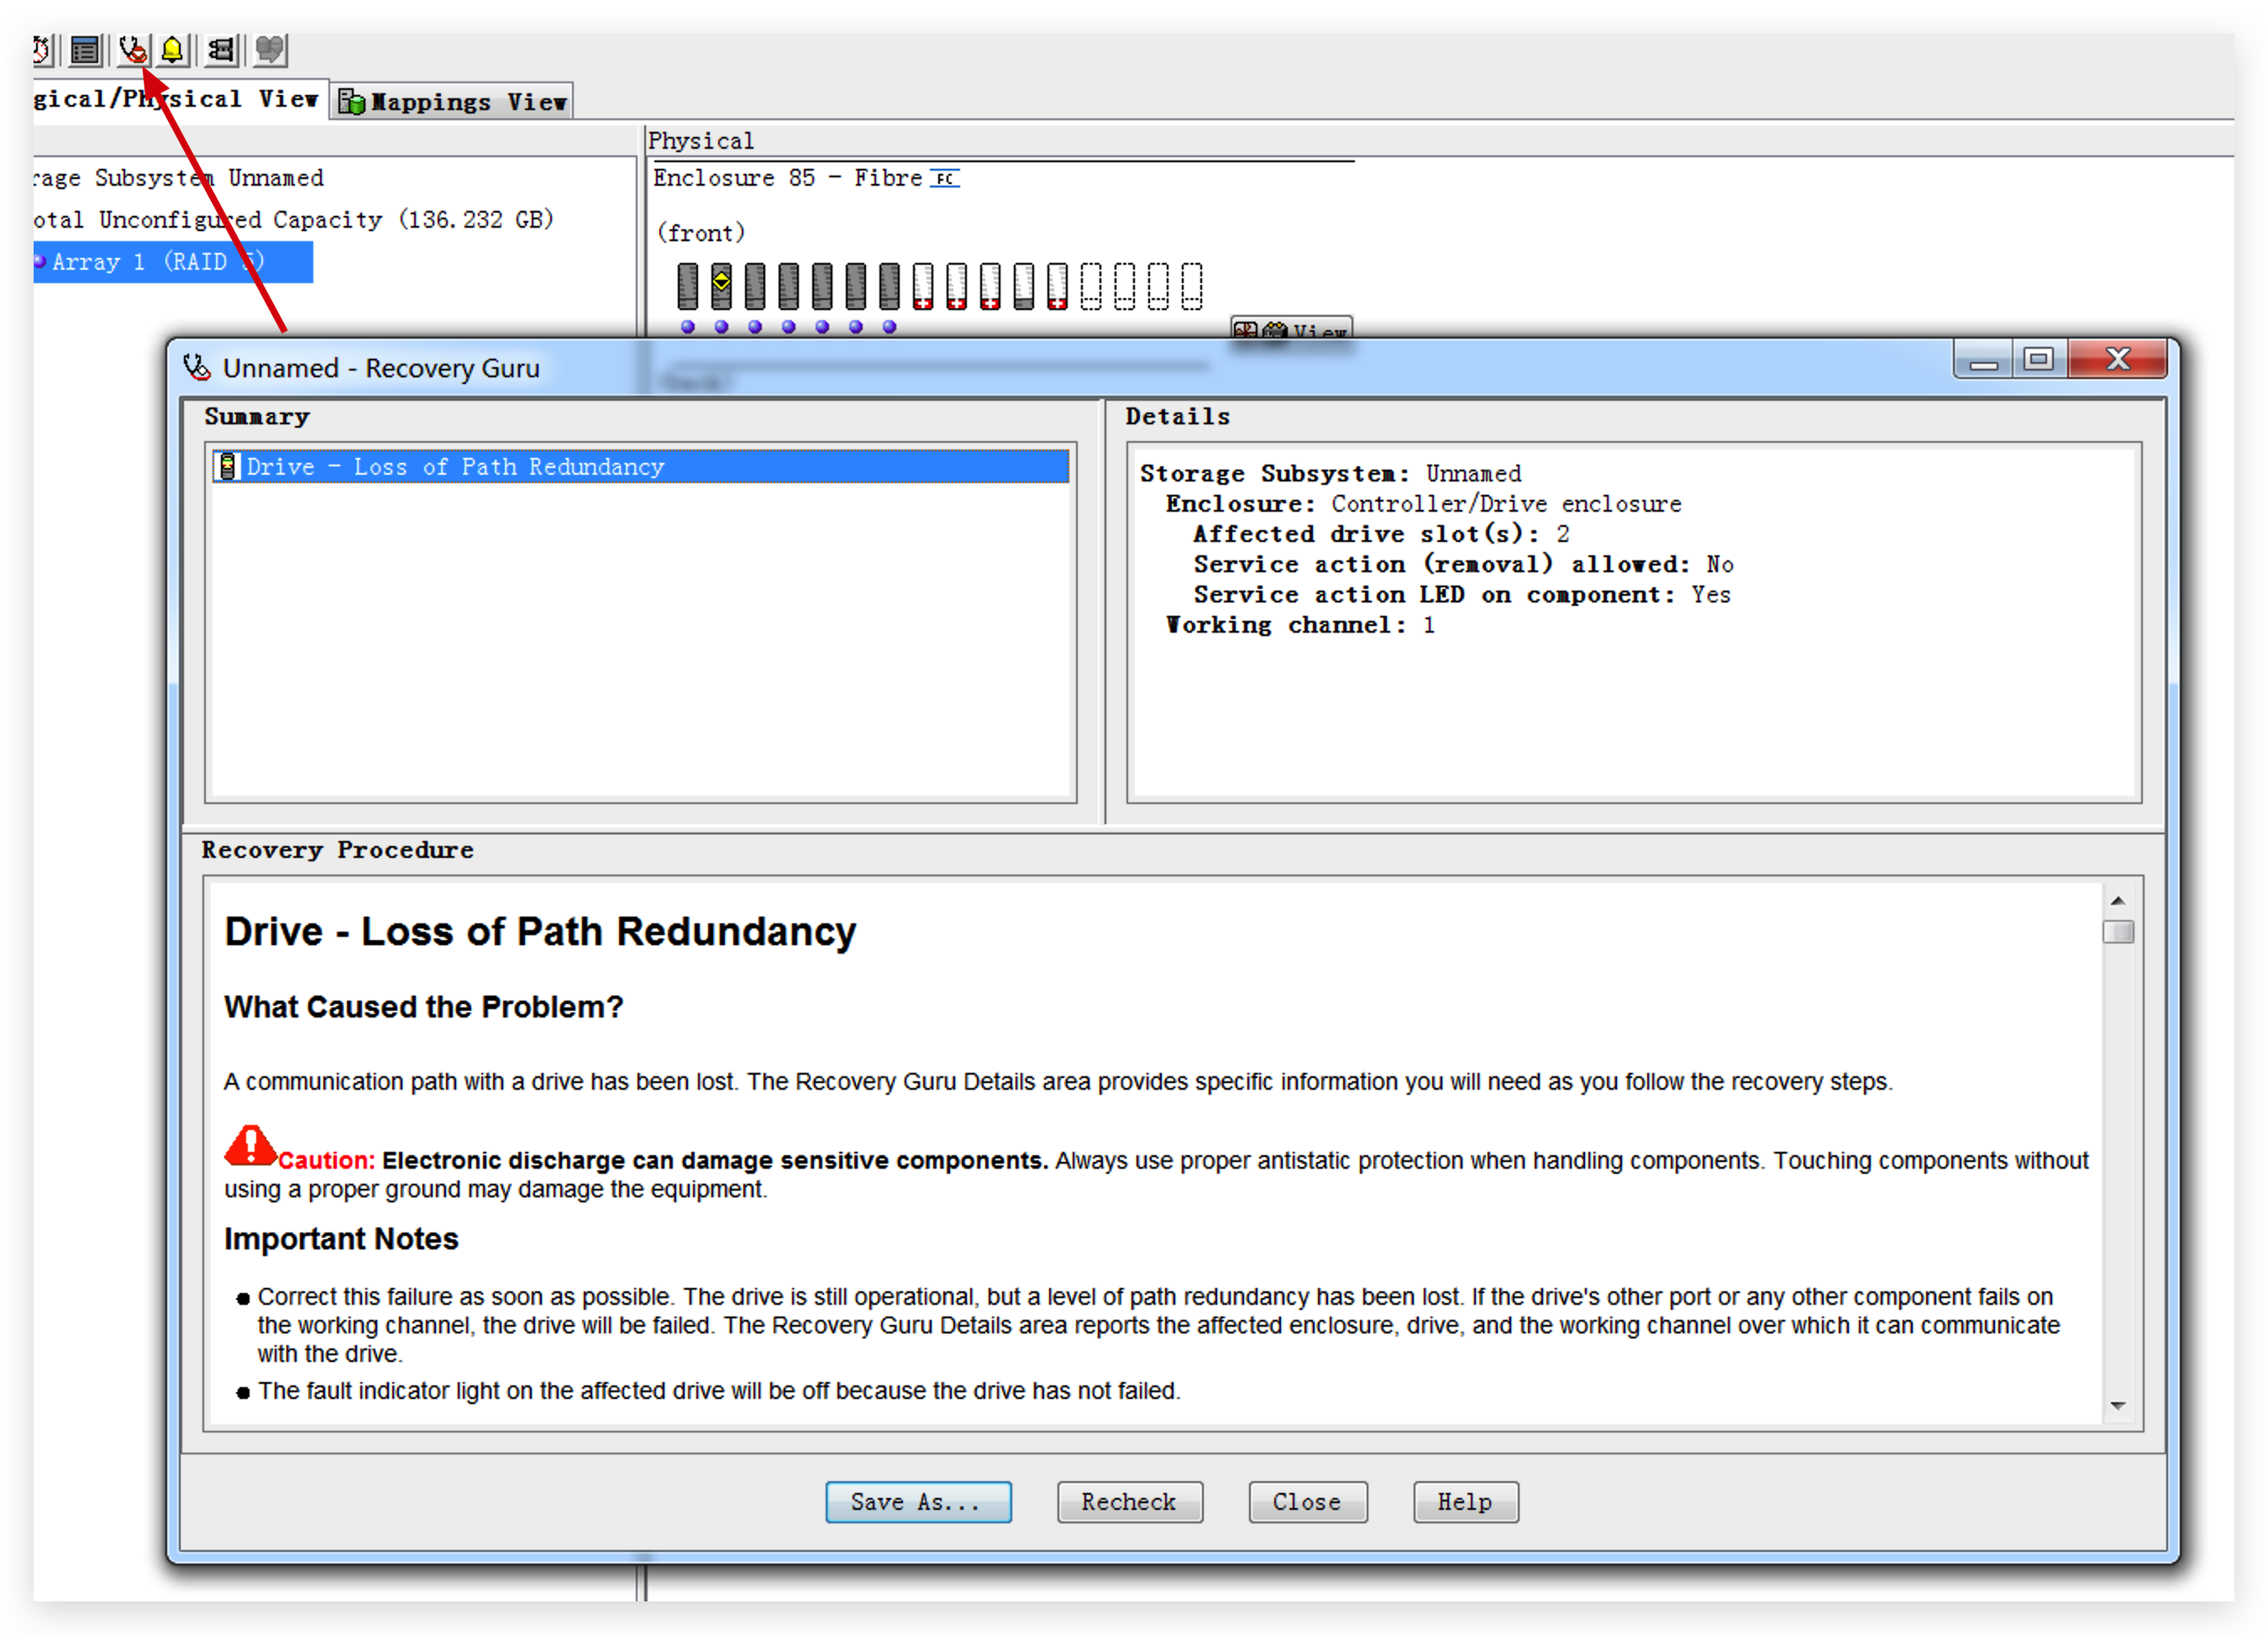 gical/Physical View
Mappings View
Physical
rage Subsystem Unnamed
otal Unconfigured Capacity (136.232 GB)
Array 1 (RAID 5)
Enclosure 85 - Fibre FC
(front)
View
Unnamed - Recovery Guru
Summary
Drive - Loss of Path Redundancy
Details
Storage Subsystem: Unnamed
Enclosure: Controller/Drive enclosure
Affected drive slot(s): 2
Service action (removal) allowed: No
Service action LED on component: Yes
Working channel: 1
Recovery Procedure
Drive - Loss of Path Redundancy
What Caused the Problem?
A communication path with a drive has been lost. The Recovery Guru Details area provides specific information you will need as you follow the recovery steps.
Caution: Electronic discharge can damage sensitive components. Always use proper antistatic protection when handling components. Touching components without
using a proper ground may damage the equipment.
Important Notes
Correct this failure as soon as possible. The drive is still operational, but a level of path redundancy has been lost. If the drive's other port or any other component fails on
the working channel, the drive will be failed. The Recovery Guru Details area reports the affected enclosure, drive, and the working channel over which it can communicate
with the drive.
The fault indicator light on the affected drive will be off because the drive has not failed.
Save As...
Recheck
Close
Help